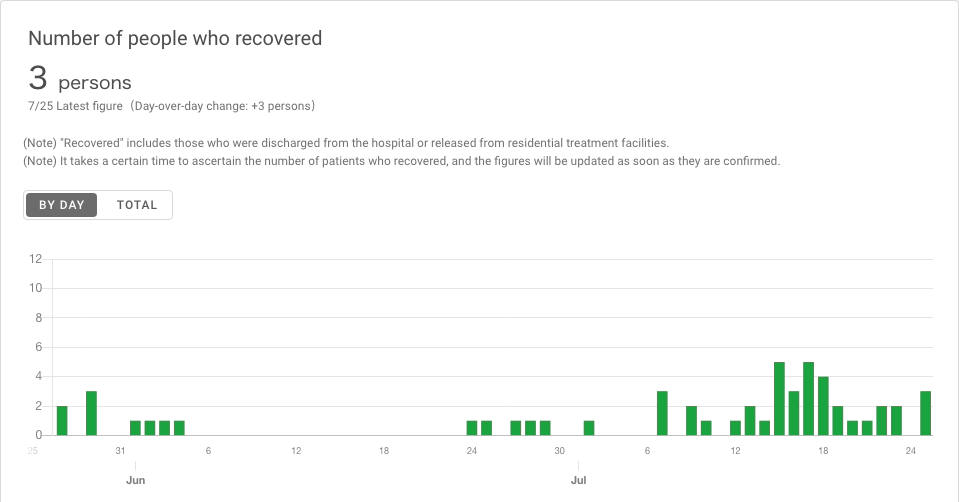 Number of people who recovered
3 persons
7/25 Latest figure（Day-over-day change: +3 persons）
(Note) "Recovered" includes those who were discharged from the hospital or released from residential treatment facilities.
(Note) It takes a certain time to ascertain the number of patients who recovered, and the figures will be updated as soon as they are confirmed.
BY DAY TOTAL
12
10
8
6
4
2
0
25 31 6 12 18 24 30 6 12 18 24
Jun Jul